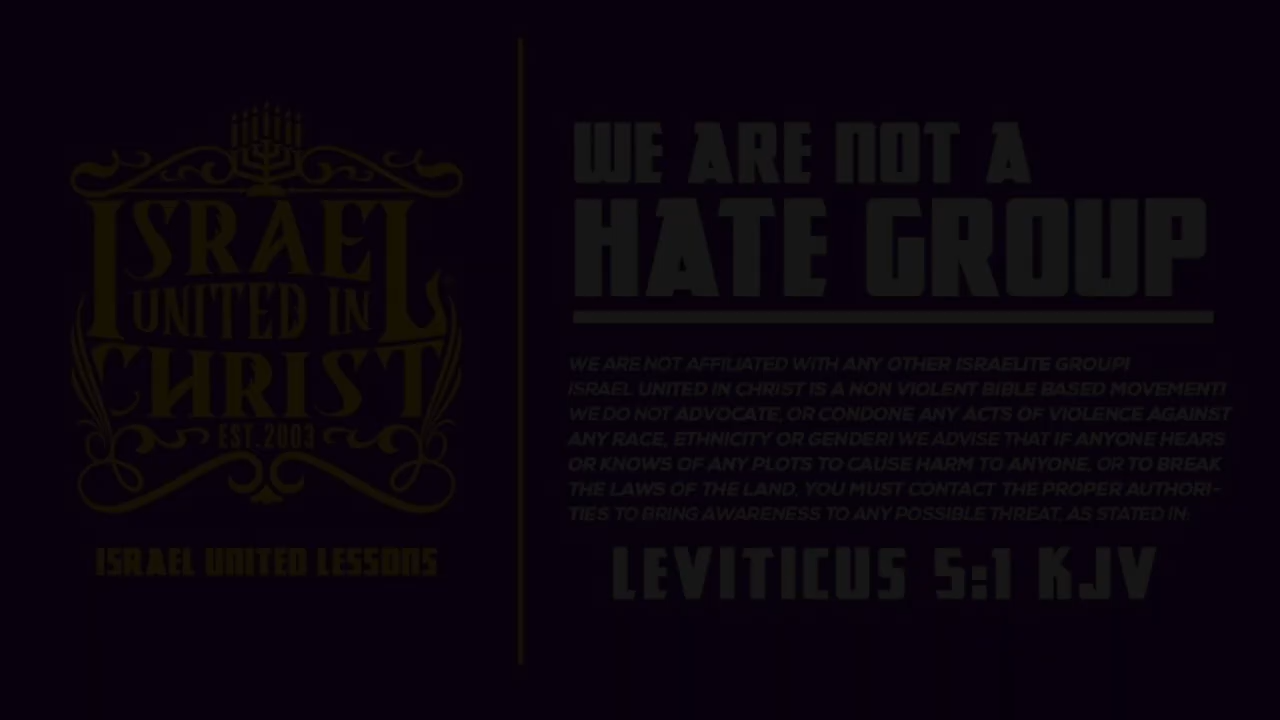 ISRAEL
UNITED IN
CHRIST
EST. 2003
ISRAEL UNITED LESSONS
WE ARE NOT A
HATE GROUP
WE ARE NOT AFFILIATED WITH ANY OTHER ISRAELITE GROUP!
ISRAEL UNITED IN CHRIST IS A NON VIOLENT BIBLE BASED MOVEMENT!
WE DO NOT ADVOCATE, OR CONDONE ANY ACTS OF VIOLENCE AGAINST
ANY RACE, ETHNICITY OR GENDER! WE ADVISE THAT IF ANYONE HEARS
OR KNOWS OF ANY PLOTS TO CAUSE HARM TO ANYONE, OR TO BREAK
THE LAWS OF THE LAND, YOU MUST CONTACT THE PROPER AUTHORI-
TIES TO BRING AWARENESS TO ANY POSSIBLE THREAT, AS STATED IN:
LEVITICUS 5:1 KJV